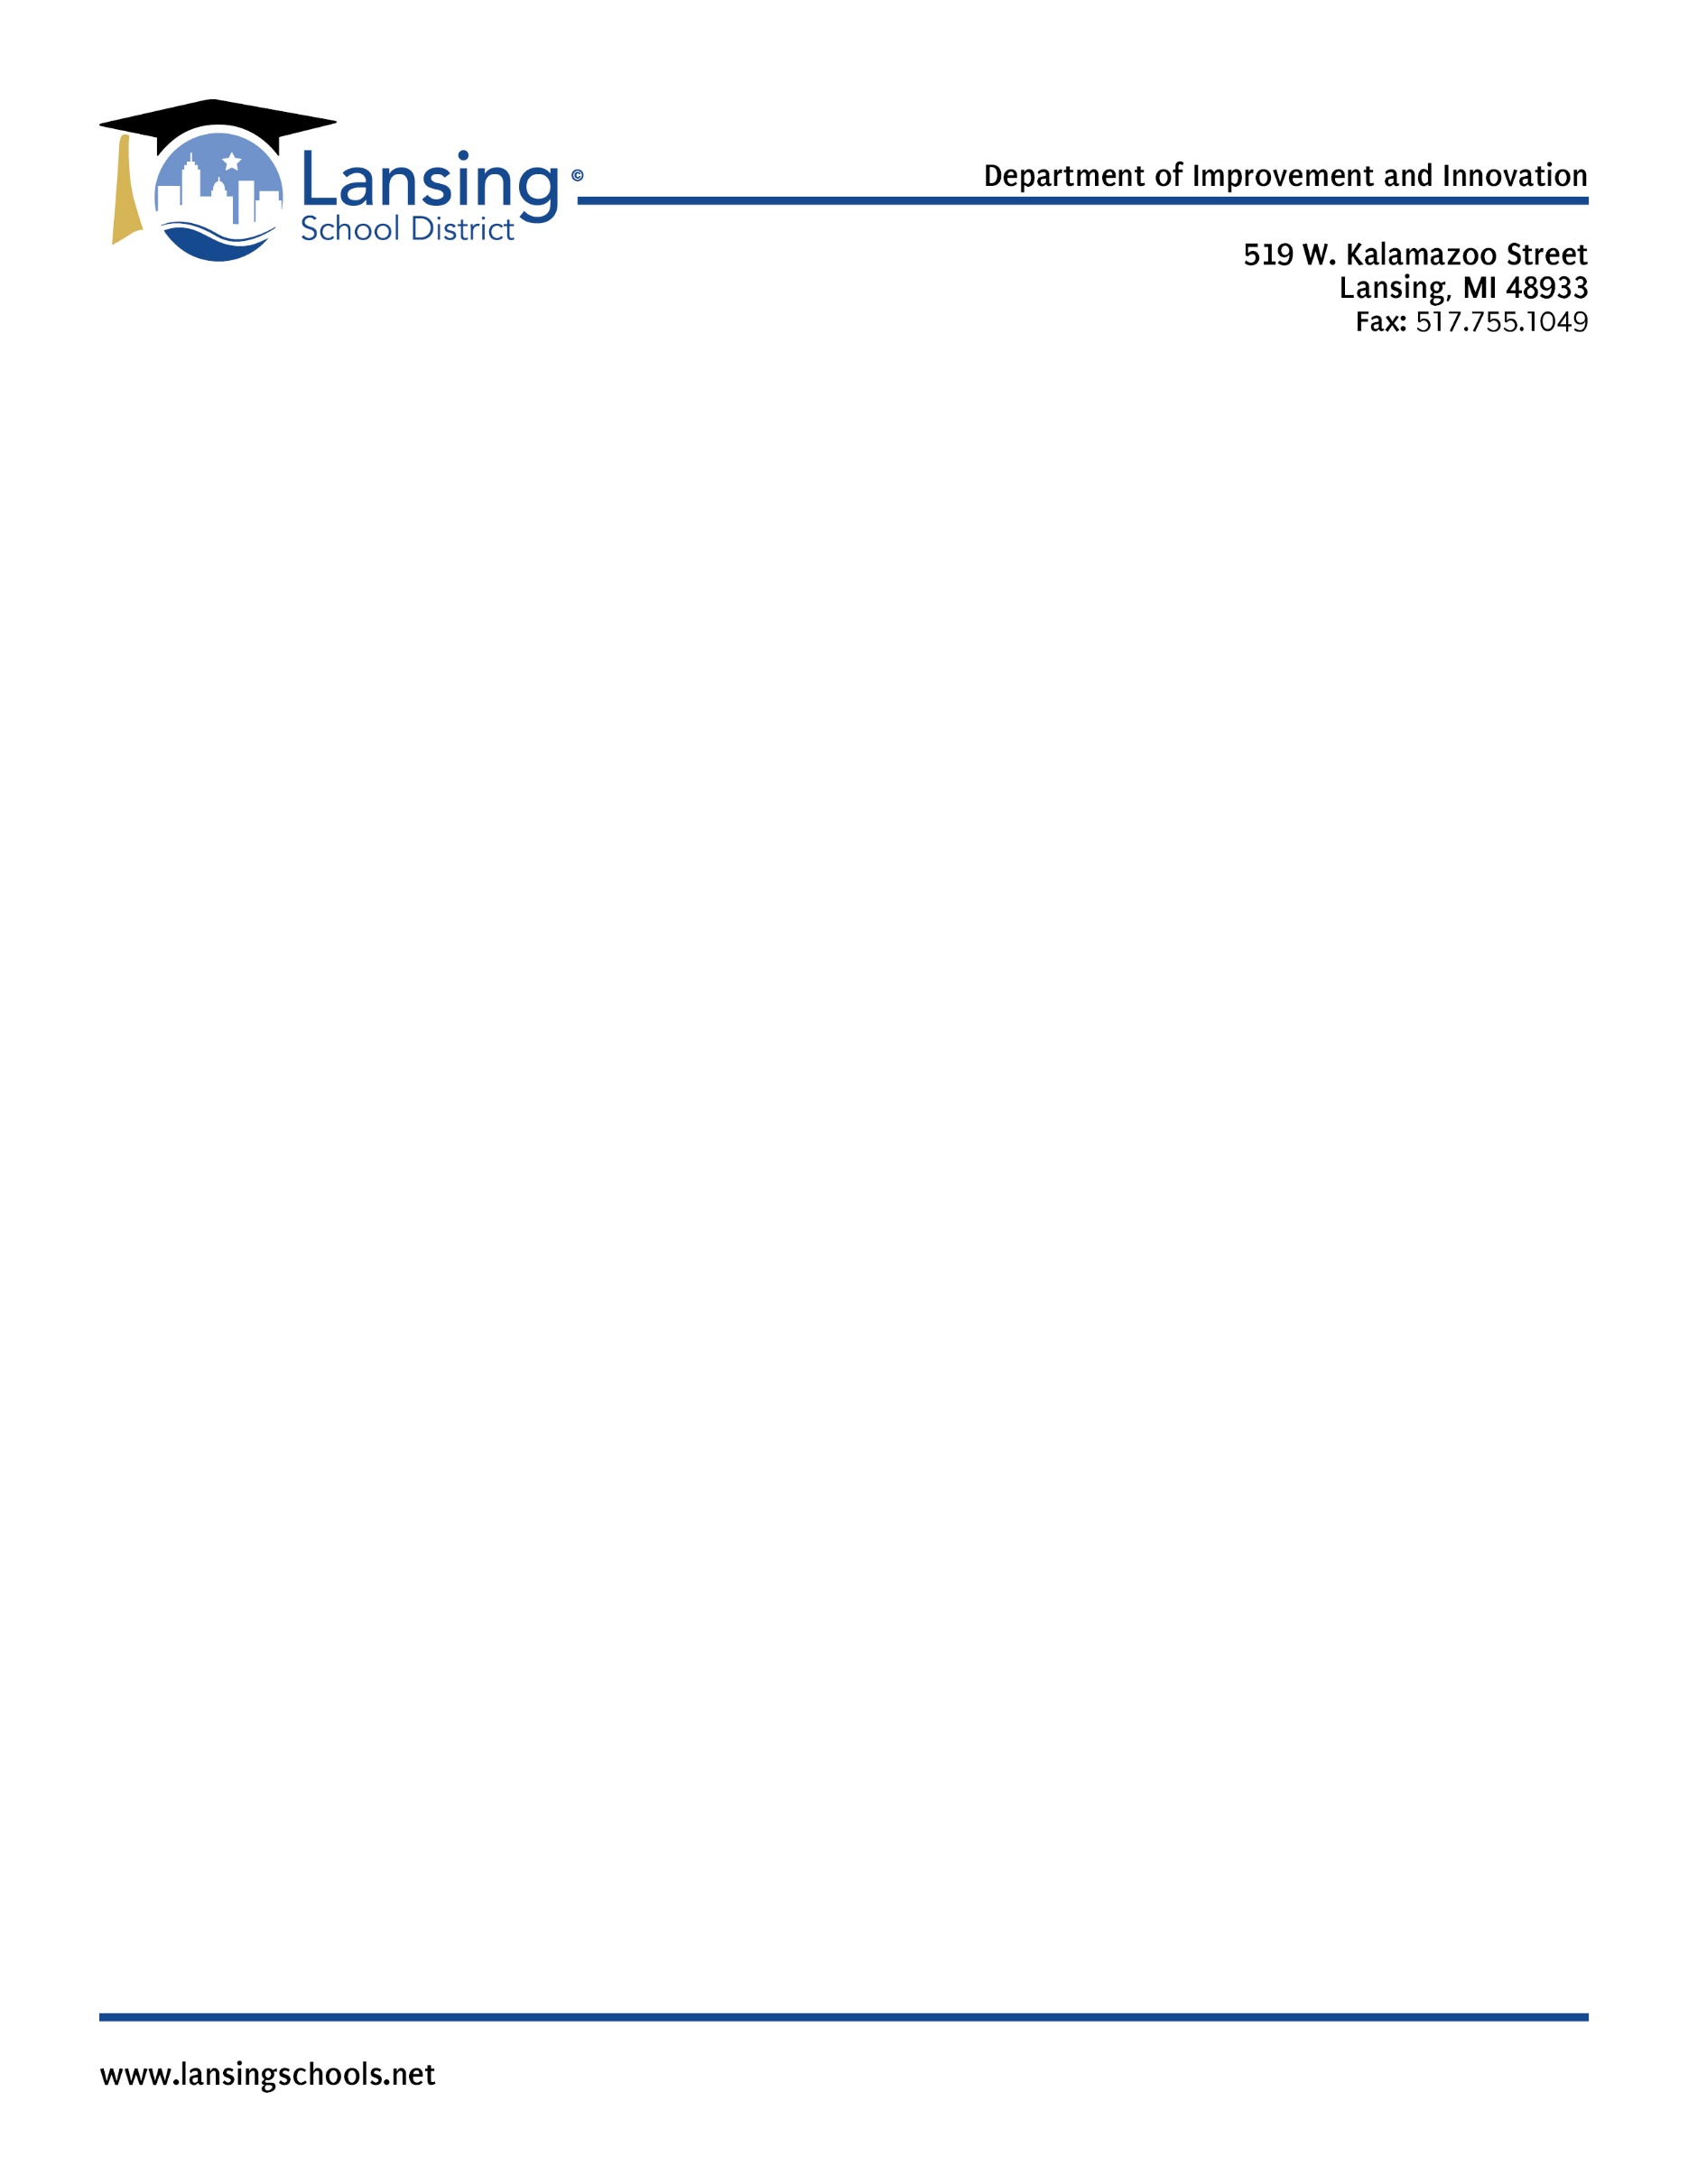 Lansing ©
School District
Department of Improvement and Innovation
519 W. Kalamazoo Street
Lansing, MI 48933
Fax: 517.755.1049
www.lansingschools.net